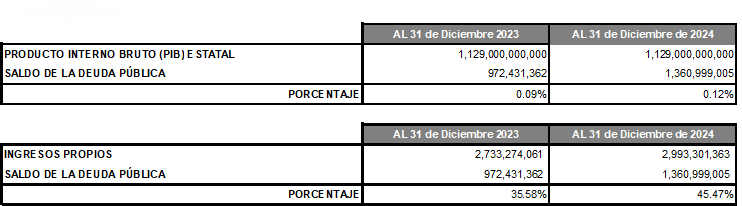 AL 31 de Diciembre 2023 AL 31 de Diciembre de 2024
PRODUCTO INTERNO BRUTO (PIB) E STATAL 1,129,000,000,000 1,129,000,000,000
SALDO DE LA DEUDA PÚBLICA 972,431,362 1,360,999,005
PORCENTAJE 0.09% 0.12%
AL 31 de Diciembre 2023 AL 31 de Diciembre de 2024
INGRESOS PROPIOS 2,733,274,061 2,993,301,363
SALDO DE LA DEUDA PÚBLICA 972,431,362 1,360,999,005
PORCENTAJE 35.58% 45.47%